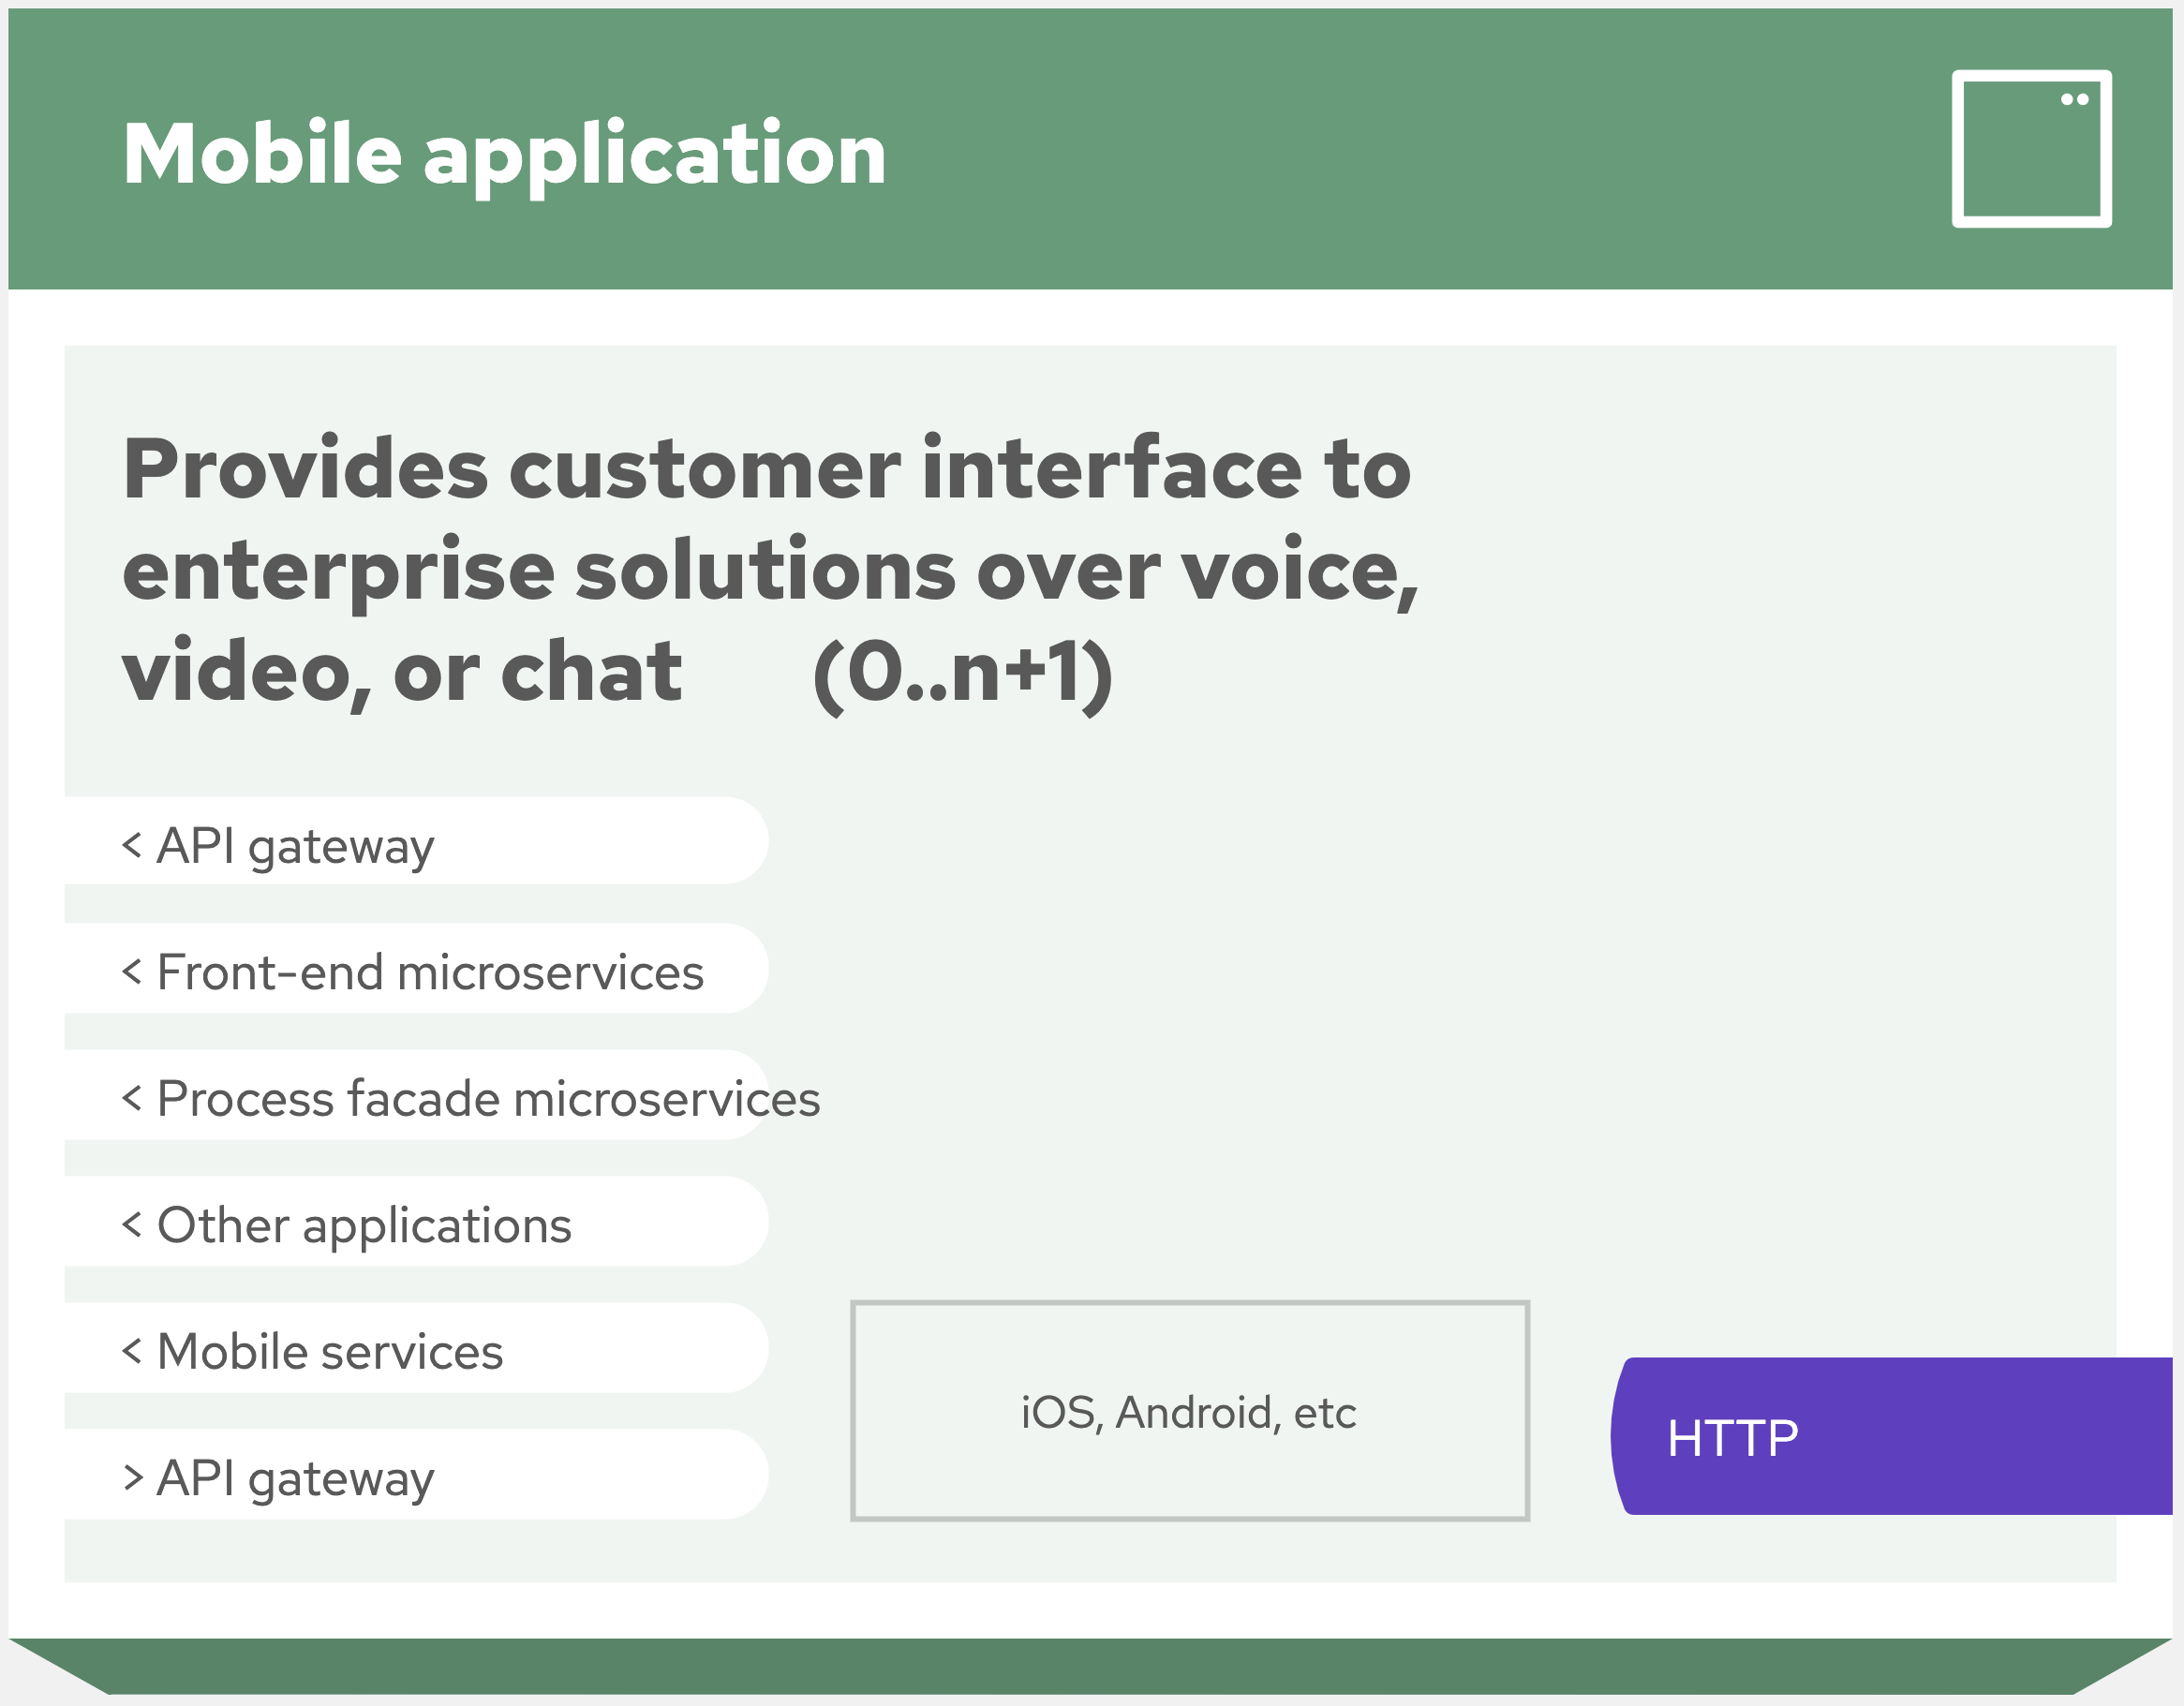 Mobile application
Provides customer interface to
enterprise solutions over voice,
video, or chat (0..n+1)
< API gateway
< Front-end microservices
< Process facade microservices
< Other applications
< Mobile services
> API gateway
iOS, Android, etc
HTTP